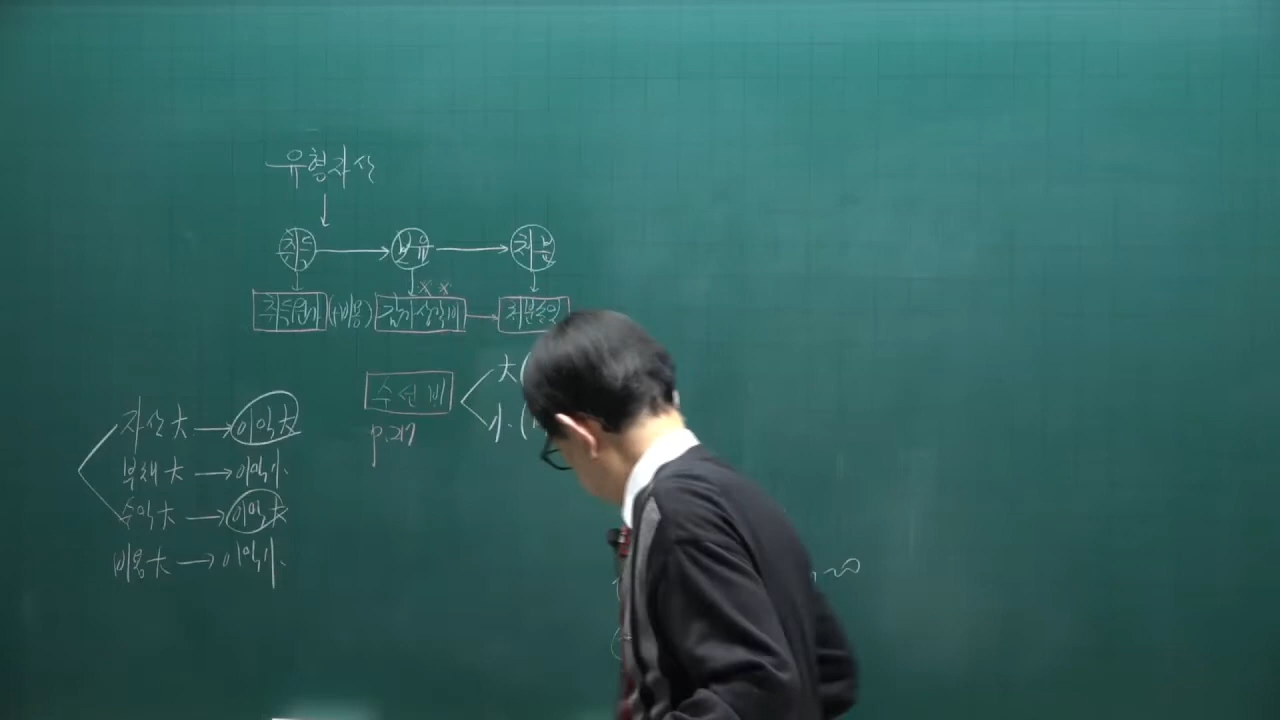 유형자산
취득 → 보유 → 처분
취득원가 (+비용) 감가상각비 → 처분손익
수선비
大
小
p.217
자산 大 → 이익大
부채 大 → 이익小
수익 大 → 이익大
비용 大 → 이익小